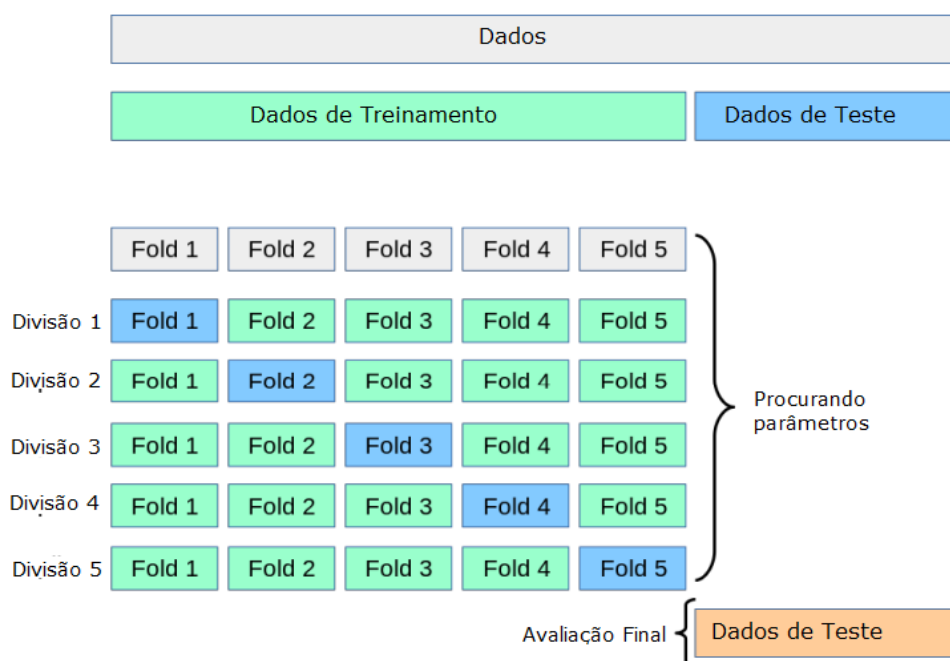 Dados
Dados de Treinamento Dados de Teste
Fold 1 Fold 2 Fold 3 Fold 4 Fold 5
Divisão 1 Fold 1 Fold 2 Fold 3 Fold 4 Fold 5
Divisão 2 Fold 1 Fold 2 Fold 3 Fold 4 Fold 5
Procurando
parâmetros
Divisão 3 Fold 1 Fold 2 Fold 3 Fold 4 Fold 5
Divisão 4 Fold 1 Fold 2 Fold 3 Fold 4 Fold 5
Divisão 5 Fold 1 Fold 2 Fold 3 Fold 4 Fold 5
Avaliação Final Dados de Teste